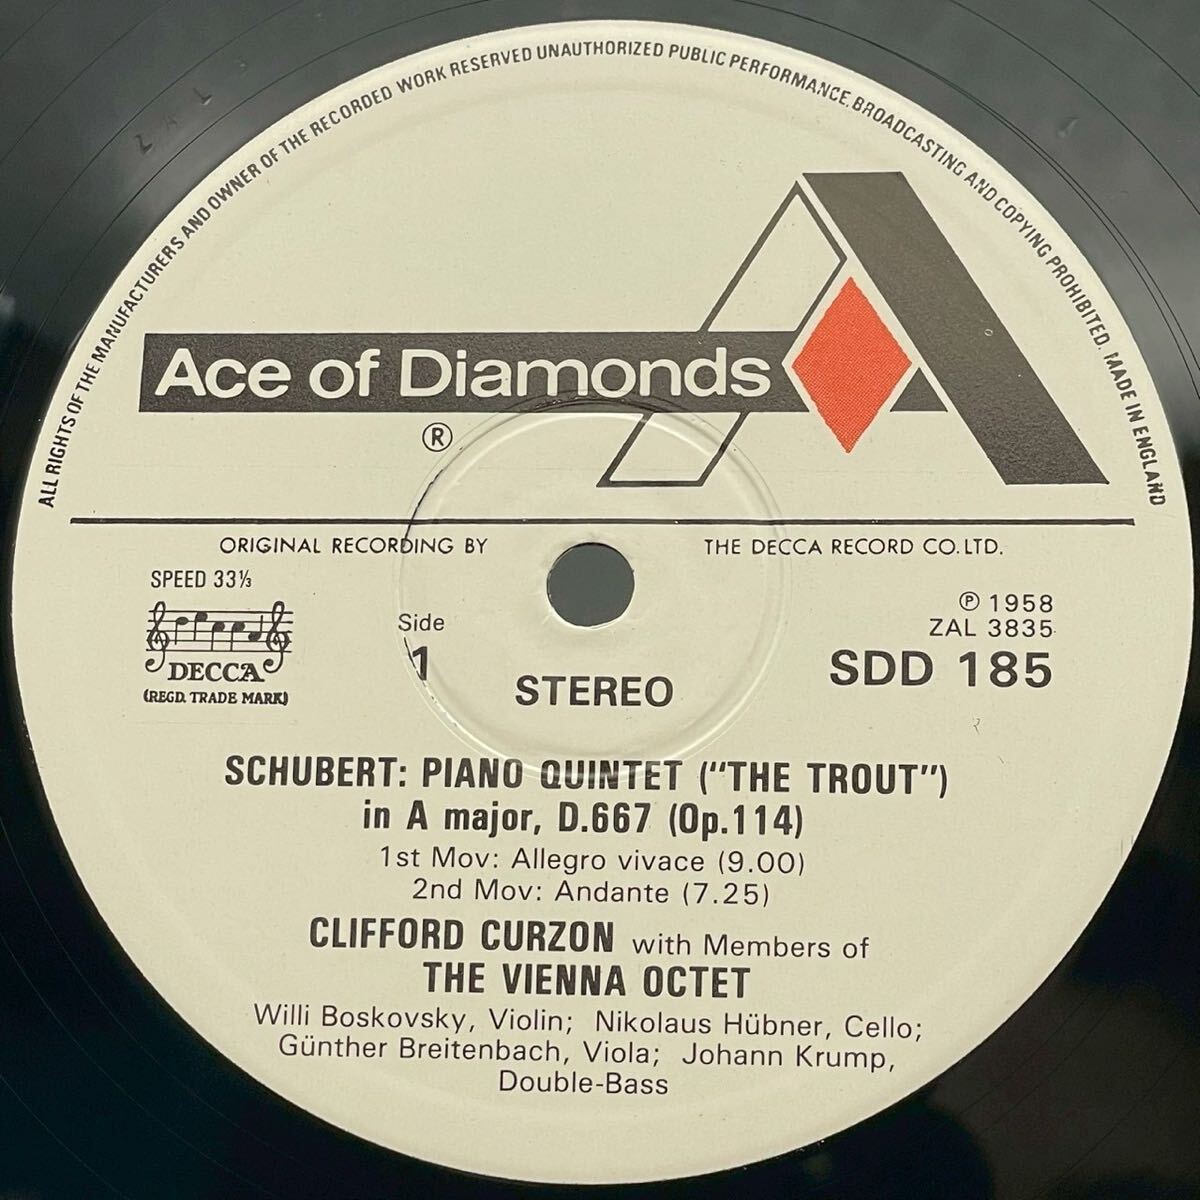 ALL RIGHTS OF THE MANUFACTURERS AND OWNER OF THE RECORDED WORK RESERVED UNAUTHORIZED PUBLIC PERFORMANCE, BROADCASTING AND COPYING PROHIBITED. MADE IN ENGLAND
Ace of Diamonds
®
ORIGINAL RECORDING BY THE DECCA RECORD CO. LTD.
SPEED 33⅓
DECCA
(REGD. TRADE MARK)
Side
1
STEREO
℗ 1958
ZAL 3835
SDD 185
SCHUBERT: PIANO QUINTET ("THE TROUT")
in A major, D.667 (Op.114)
1st Mov: Allegro vivace (9.00)
2nd Mov: Andante (7.25)
CLIFFORD CURZON with Members of
THE VIENNA OCTET
Willi Boskovsky, Violin; Nikolaus Hübner, Cello;
Günther Breitenbach, Viola; Johann Krump,
Double-Bass